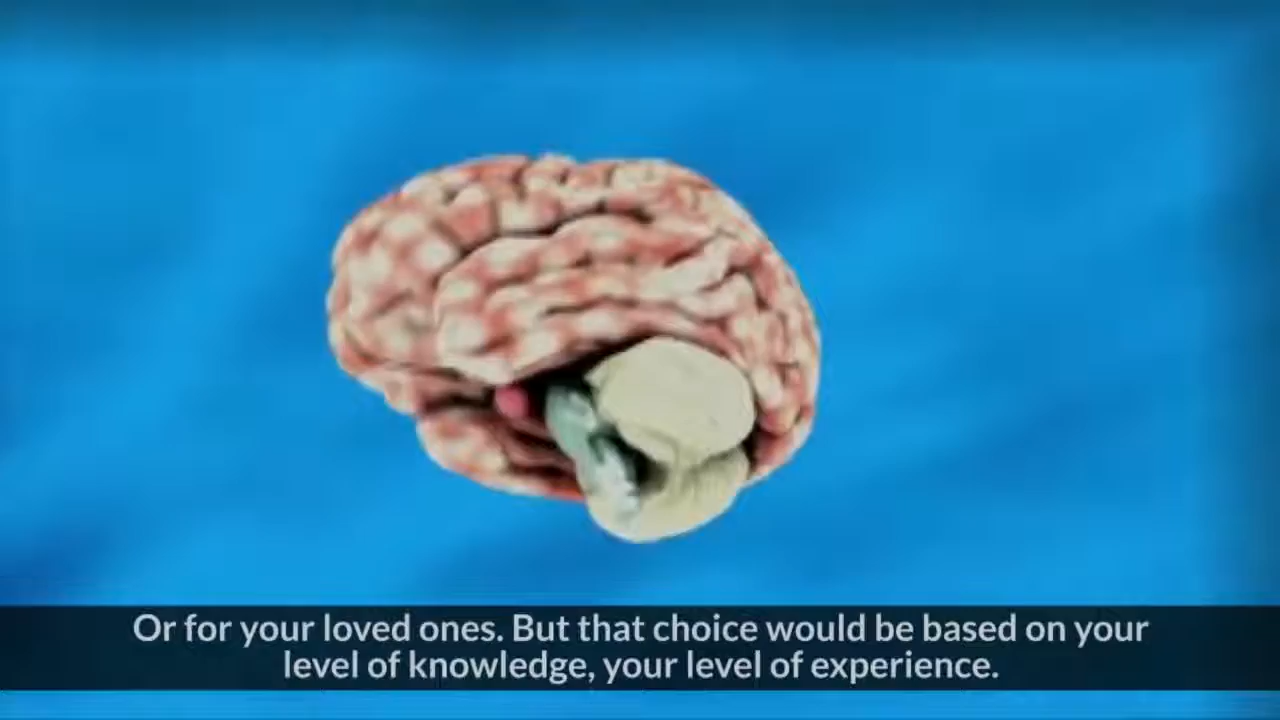 Or for your loved ones. But that choice would be based on your
level of knowledge, your level of experience.